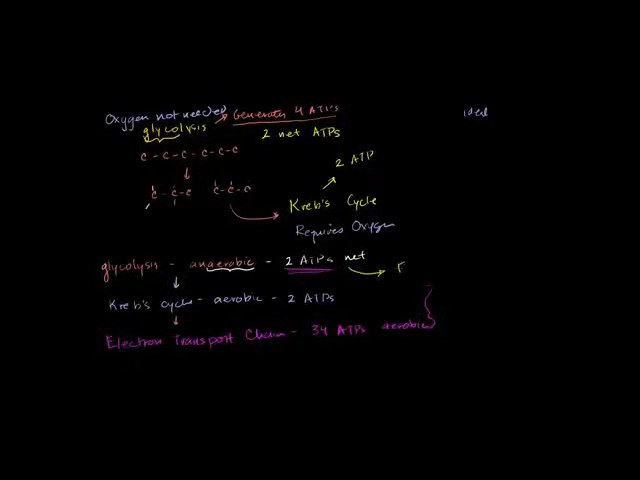 Oxygen not needed
Generates 4 ATPs
ideal
glycolysis
2 net ATPs
C - C - C - C - C - C
2 ATP
C - C - C C - C - C
Kreb's Cycle
Requires Oxygen
glycolysis - anaerobic - 2 ATPs net
Kreb's cycle - aerobic - 2 ATPs
Electron Transport Chain - 34 ATPs aerobic